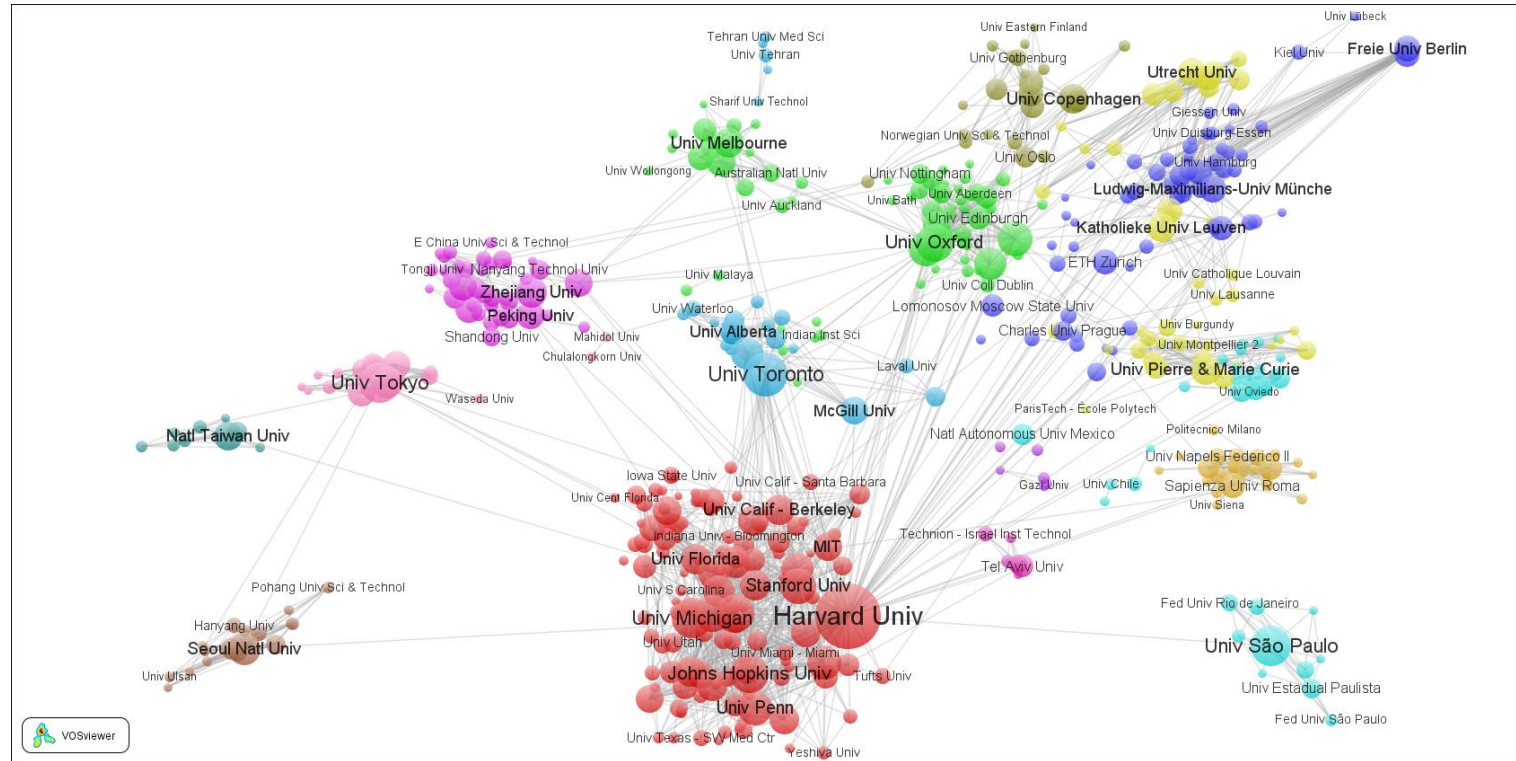 Univ Lübeck
Univ Eastern Finland
Tehran Univ Med Sci
Freie Univ Berlin
Kiel Univ
Univ Tehran
Univ Gothenburg
Utrecht Univ
Sharif Univ Technol
Univ Copenhagen
Giessen Univ
Norwegian Univ Sci & Technol
Univ Duisburg-Essen
Univ Melbourne
Univ Oslo
Univ Hamburg
Univ Wollongong
Australian Natl Univ
Univ Nottingham
Ludwig-Maximilians-Univ Münche
Univ Bath
Univ Aberdeen
Univ Auckland
Univ Edinburgh
Katholieke Univ Leuven
E China Univ Sci & Technol
Univ Oxford
Tongji Univ
Nanyang Technol Univ
ETH Zurich
Univ Malaya
Univ Catholique Louvain
Zhejiang Univ
Univ Coll Dublin
Univ Lausanne
Peking Univ
Univ Waterloo
Lomonosov Moscow State Univ
Shandong Univ
Mahidol Univ
Univ Alberta
Indian Inst Sci
Charles Univ Prague
Univ Burgundy
Univ Montpellier 2
Chulalongkorn Univ
Univ Toronto
Laval Univ
Univ Pierre & Marie Curie
Univ Tokyo
Univ Oviedo
Waseda Univ
McGill Univ
ParisTech - École Polytech
Natl Taiwan Univ
Natl Autonomous Univ Mexico
Politecnico Milano
Univ Napels Federico II
Iowa State Univ
Univ Calif - Santa Barbara
Gazi Univ
Univ Chile
Sapienza Univ Roma
Univ Cent Florida
Univ Calif - Berkeley
Univ Siena
Indiana Univ - Bloomington
Technion - Israel Inst Technol
MIT
Univ Florida
Tel Aviv Univ
Pohang Univ Sci & Technol
Univ S Carolina
Stanford Univ
Fed Univ Rio de Janeiro
Univ Michigan
Harvard Univ
Hanyang Univ
Seoul Natl Univ
Univ Utah
Univ Miami - Miami
Univ São Paulo
Univ Ulsan
Johns Hopkins Univ
Tufts Univ
Univ Estadual Paulista
Univ Penn
Fed Univ São Paulo
Univ Texas - SW Med Ctr
Yeshiva Univ
VOSviewer